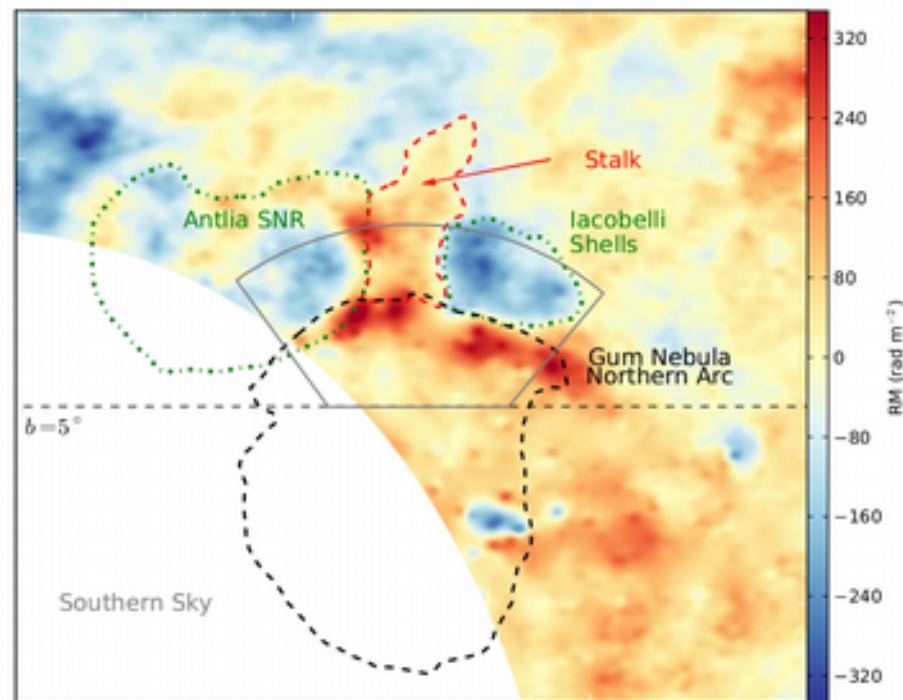 Stalk
Antlia SNR
Iacobelli
Shells
Gum Nebula
Northern Arc
b=5°
Southern Sky
320
240
160
80
0
−80
−160
−240
−320
RM (rad m⁻²)